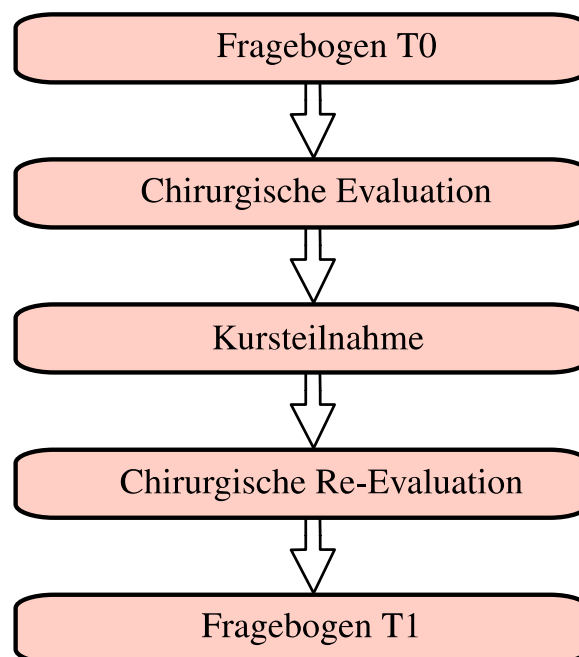 Fragebogen T0
Chirurgische Evaluation
Kursteilnahme
Chirurgische Re-Evaluation
Fragebogen T1